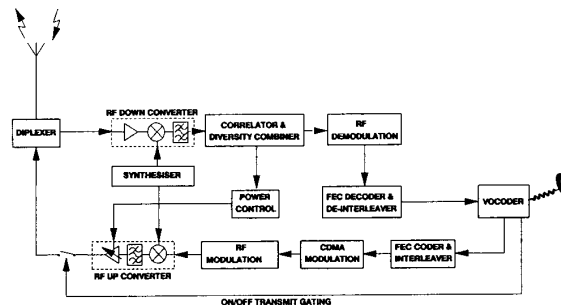 RF DOWN CONVERTER
DIPLEXER
CORRELATOR &
DIVERSITY COMBINER
RF
DEMODULATION
SYNTHESISER
POWER
CONTROL
FEC DECODER &
DE-INTERLEAVER
VOCODER
RF
MODULATION
CDMA
MODULATION
FEC CODER &
INTERLEAVER
RF UP CONVERTER
ON/OFF TRANSMIT GATING